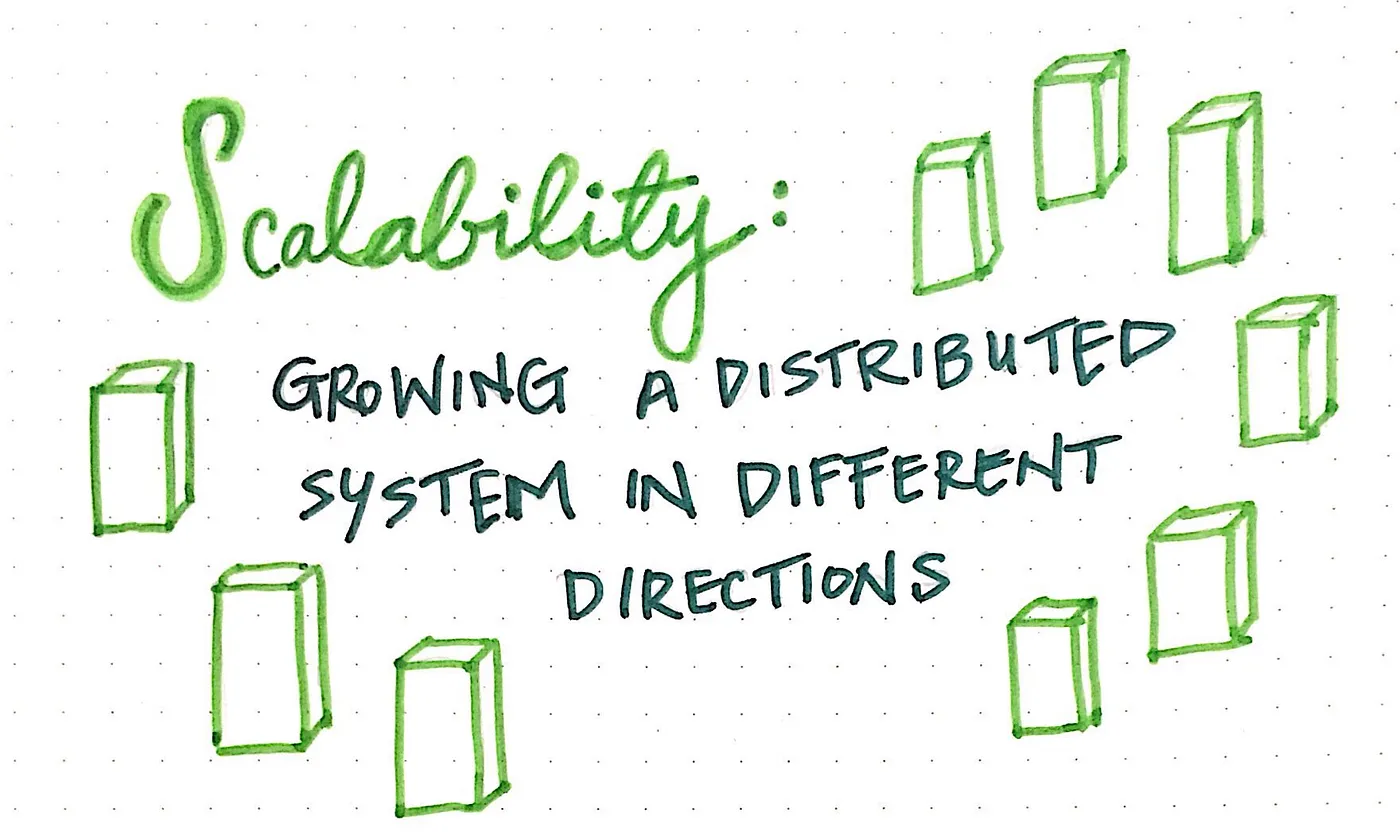 Scalability:
GROWING A DISTRIBUTED
SYSTEM IN DIFFERENT
DIRECTIONS